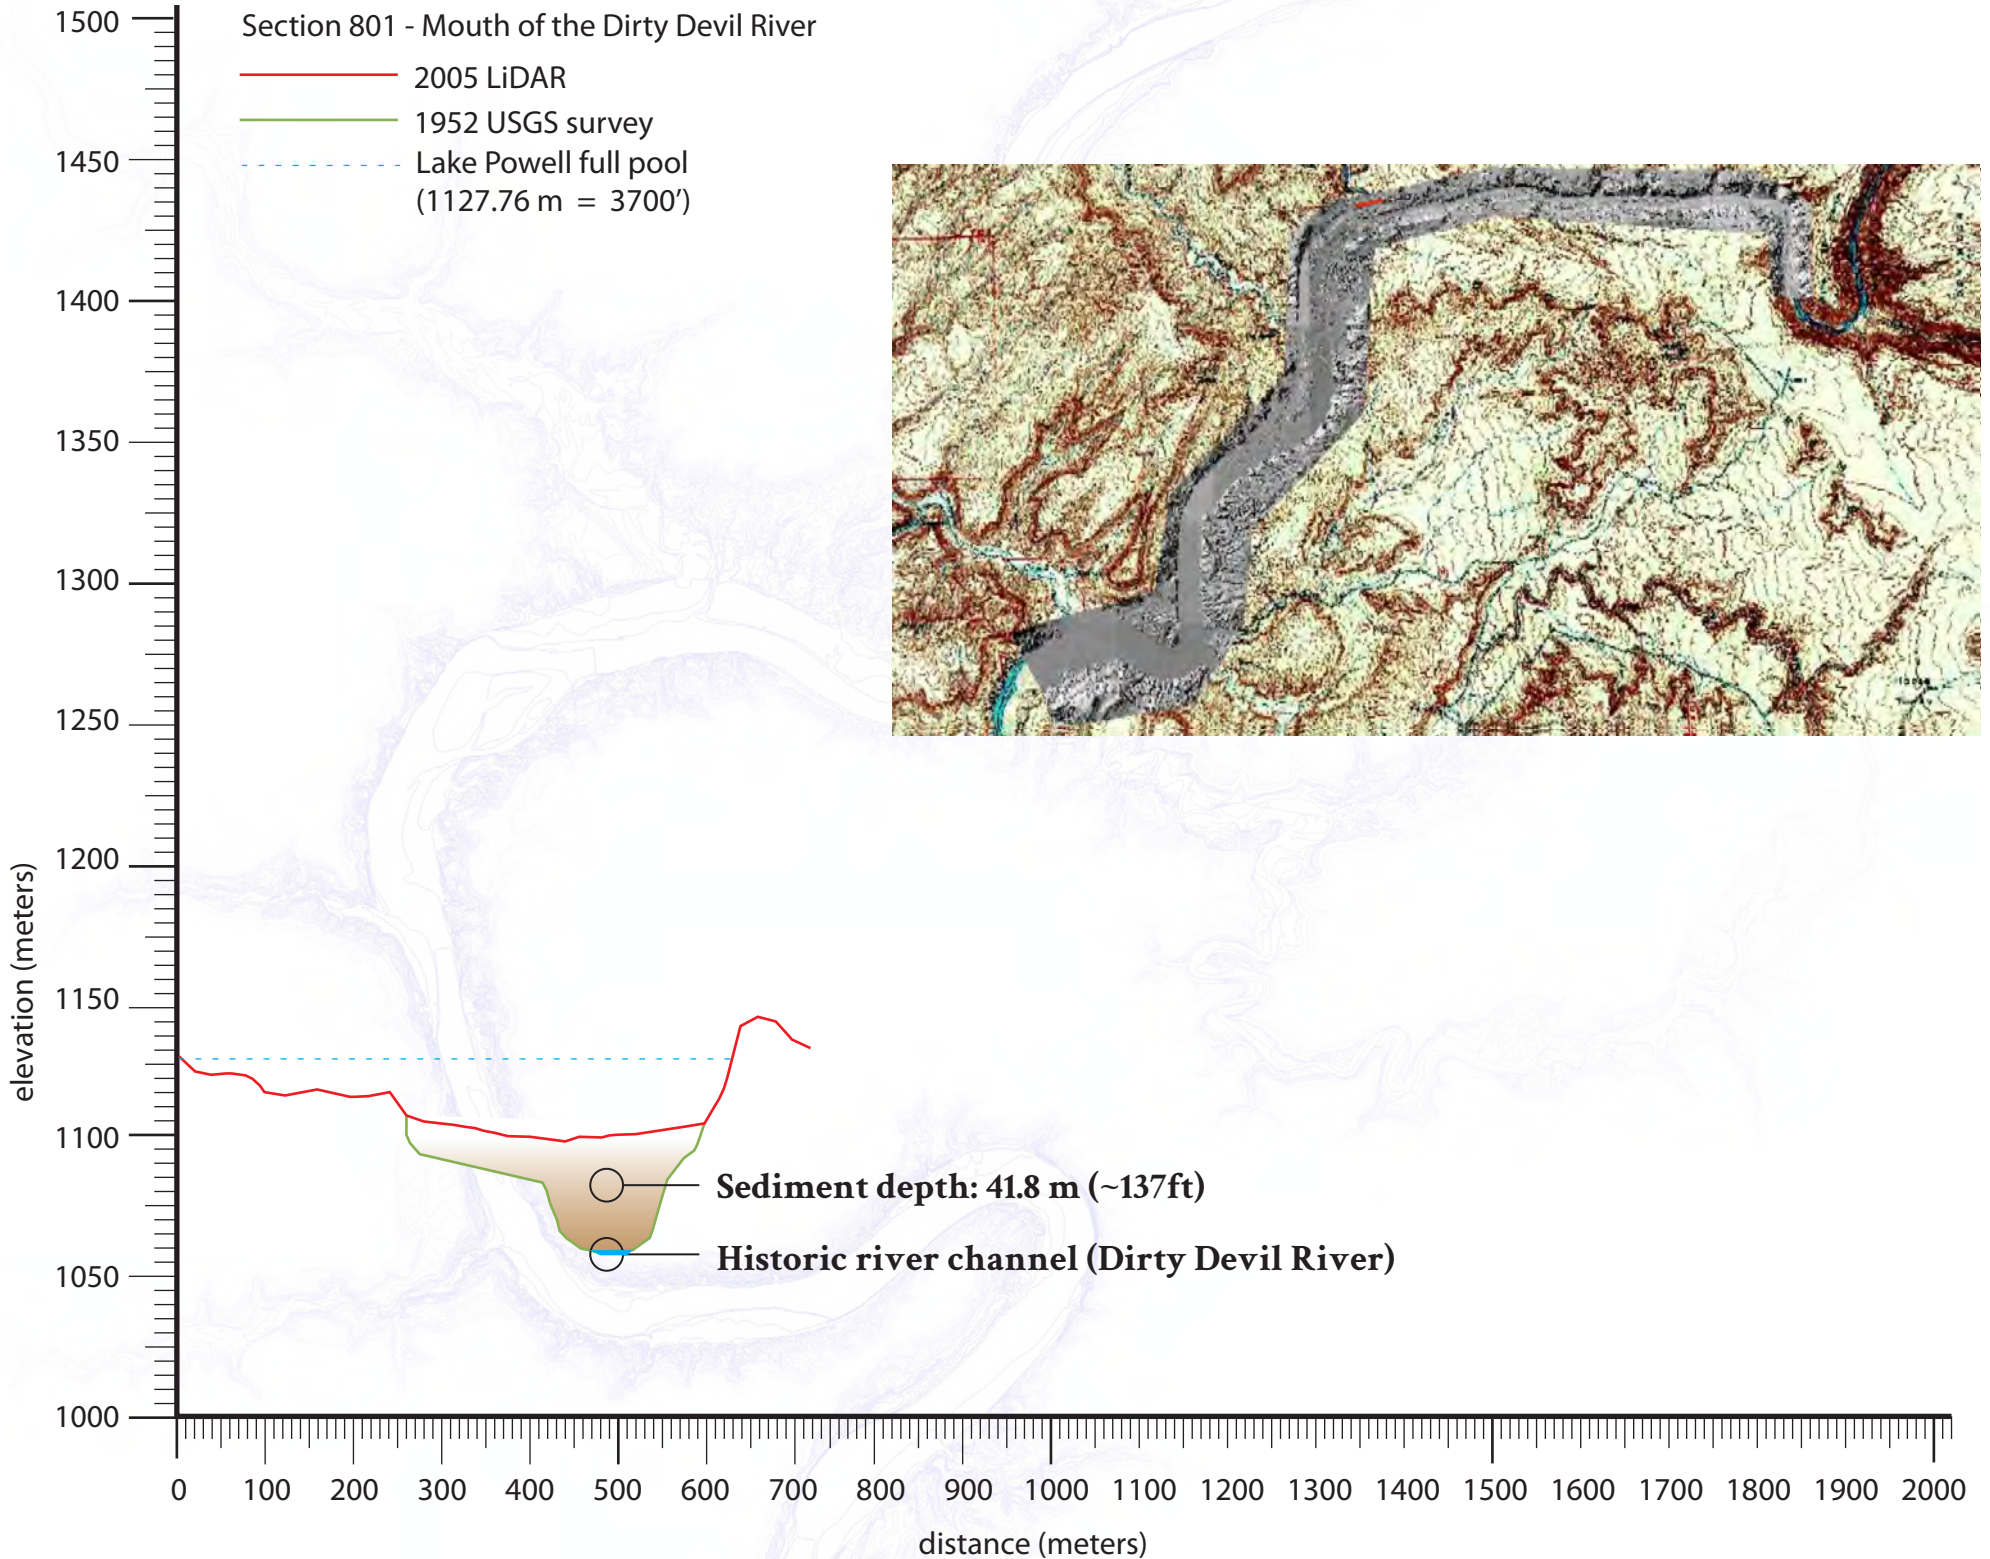 Section 801 - Mouth of the Dirty Devil River
2005 LiDAR
1952 USGS survey
Lake Powell full pool
(1127.76 m = 3700’)
1500
1450
1400
1350
1300
1250
1200
1150
1100
1050
1000
elevation (meters)
Sediment depth: 41.8 m (~137ft)
Historic river channel (Dirty Devil River)
0 100 200 300 400 500 600 700 800 900 1000 1100 1200 1300 1400 1500 1600 1700 1800 1900 2000
distance (meters)